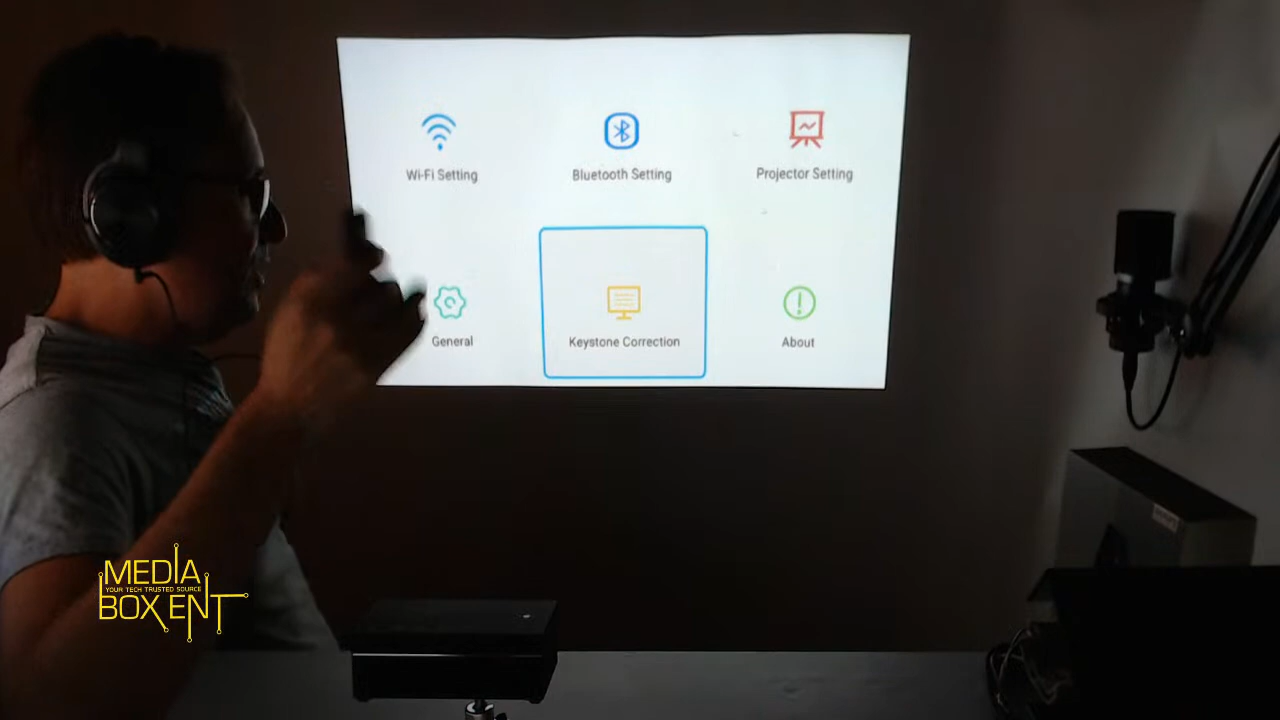 Wi-Fi Setting
Bluetooth Setting
Projector Setting
General
Keystone Correction
About
MEDIA
YOUR TECH TRUSTED SOURCE
BOX ENT